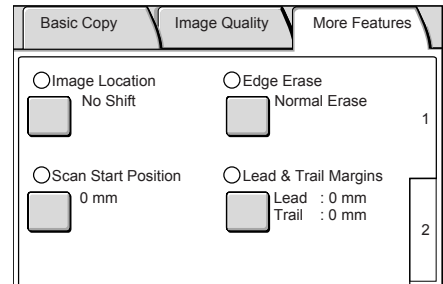 Basic Copy
Image Quality
More Features
Image Location
No Shift
Edge Erase
Normal Erase
1
Scan Start Position
0 mm
Lead & Trail Margins
Lead : 0 mm
Trail : 0 mm
2